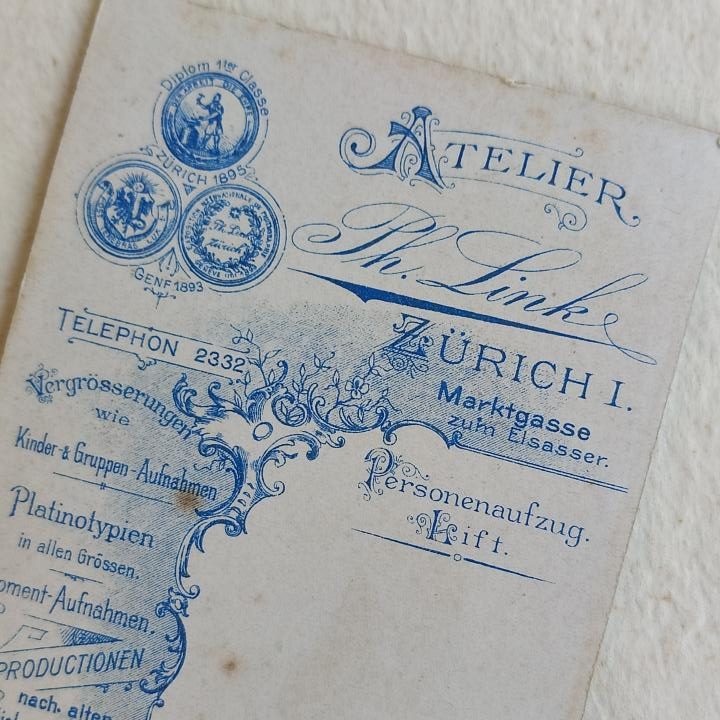 Diplom 1ter Classe
ZÜRICH 1895
GENF 1893
ATELIER
Ph. Link
ZÜRICH I.
Marktgasse
zum Elsasser.
Personenaufzug.
Lift.
TELEPHON 2332
Vergrösserungen
wie
Kinder- & Gruppen-Aufnahmen
Platinotypien
in allen Grössen.
oment-Aufnahmen.
PRODUCTIONEN
nach. alten